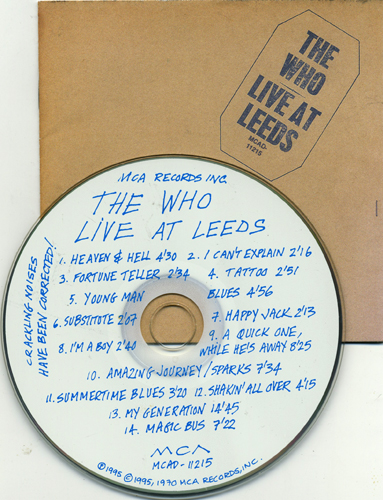 THE
WHO
LIVE AT
LEEDS
MCAD-
11215
MCA RECORDS INC.
THE WHO
LIVE AT LEEDS
1. HEAVEN & HELL 4'30 2. I CAN'T EXPLAIN 2'16
3. FORTUNE TELLER 2'34 4. TATTOO 2'51
5. YOUNG MAN BLUES 4'56
6. SUBSTITUTE 2'07 7. HAPPY JACK 2'13
8. I'M A BOY 2'40 9. A QUICK ONE,
WHILE HE'S AWAY 8'25
10. AMAZING JOURNEY/SPARKS 7'34
11. SUMMERTIME BLUES 3'20 12. SHAKIN' ALL OVER 4'15
13. MY GENERATION 14'45
14. MAGIC BUS 7'22
MCA
MCAD-11215
℗1995 ©1995, 1970 MCA RECORDS, INC.
CRACKLING NOISES
HAVE BEEN CORRECTED!